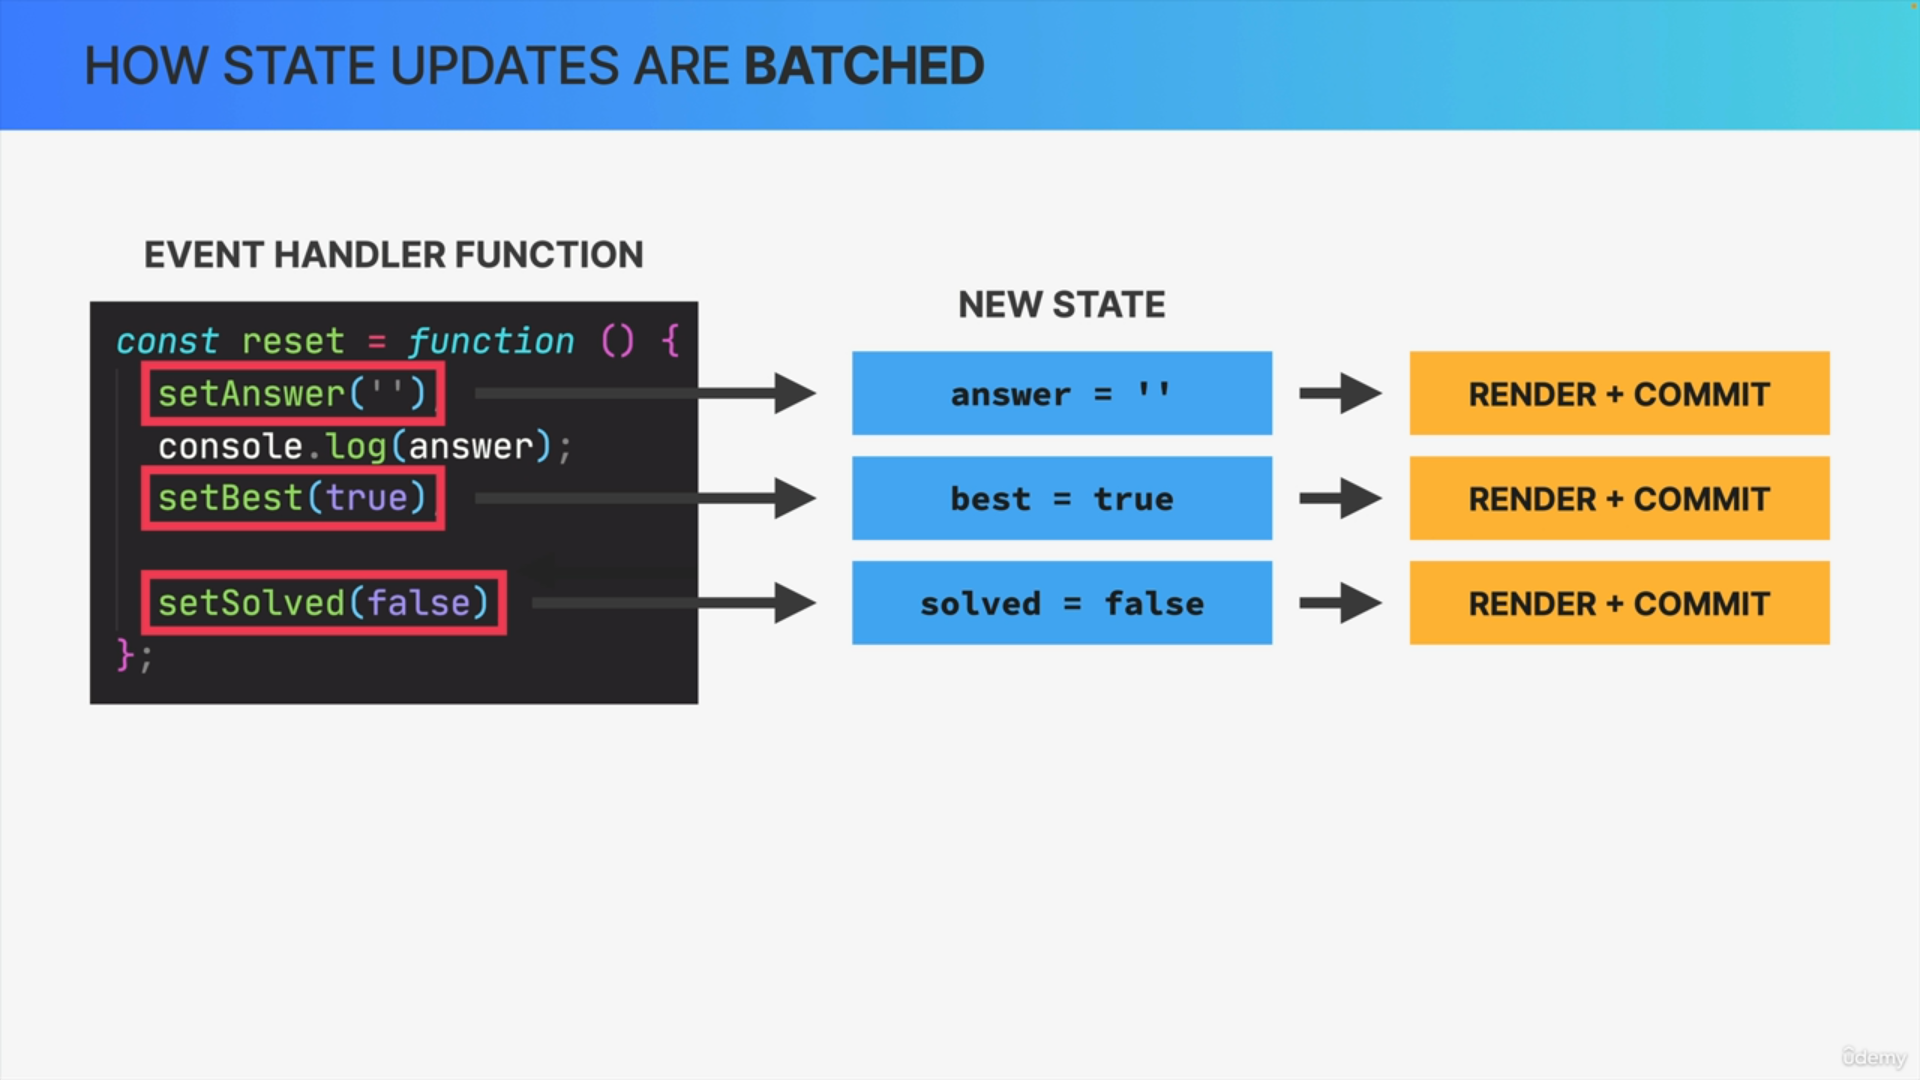 HOW STATE UPDATES ARE BATCHED
EVENT HANDLER FUNCTION
const reset = function () {
setAnswer('')
console.log(answer);
setBest(true)
setSolved(false)
};
NEW STATE
answer = ''
best = true
solved = false
RENDER + COMMIT
RENDER + COMMIT
RENDER + COMMIT
ûdemy